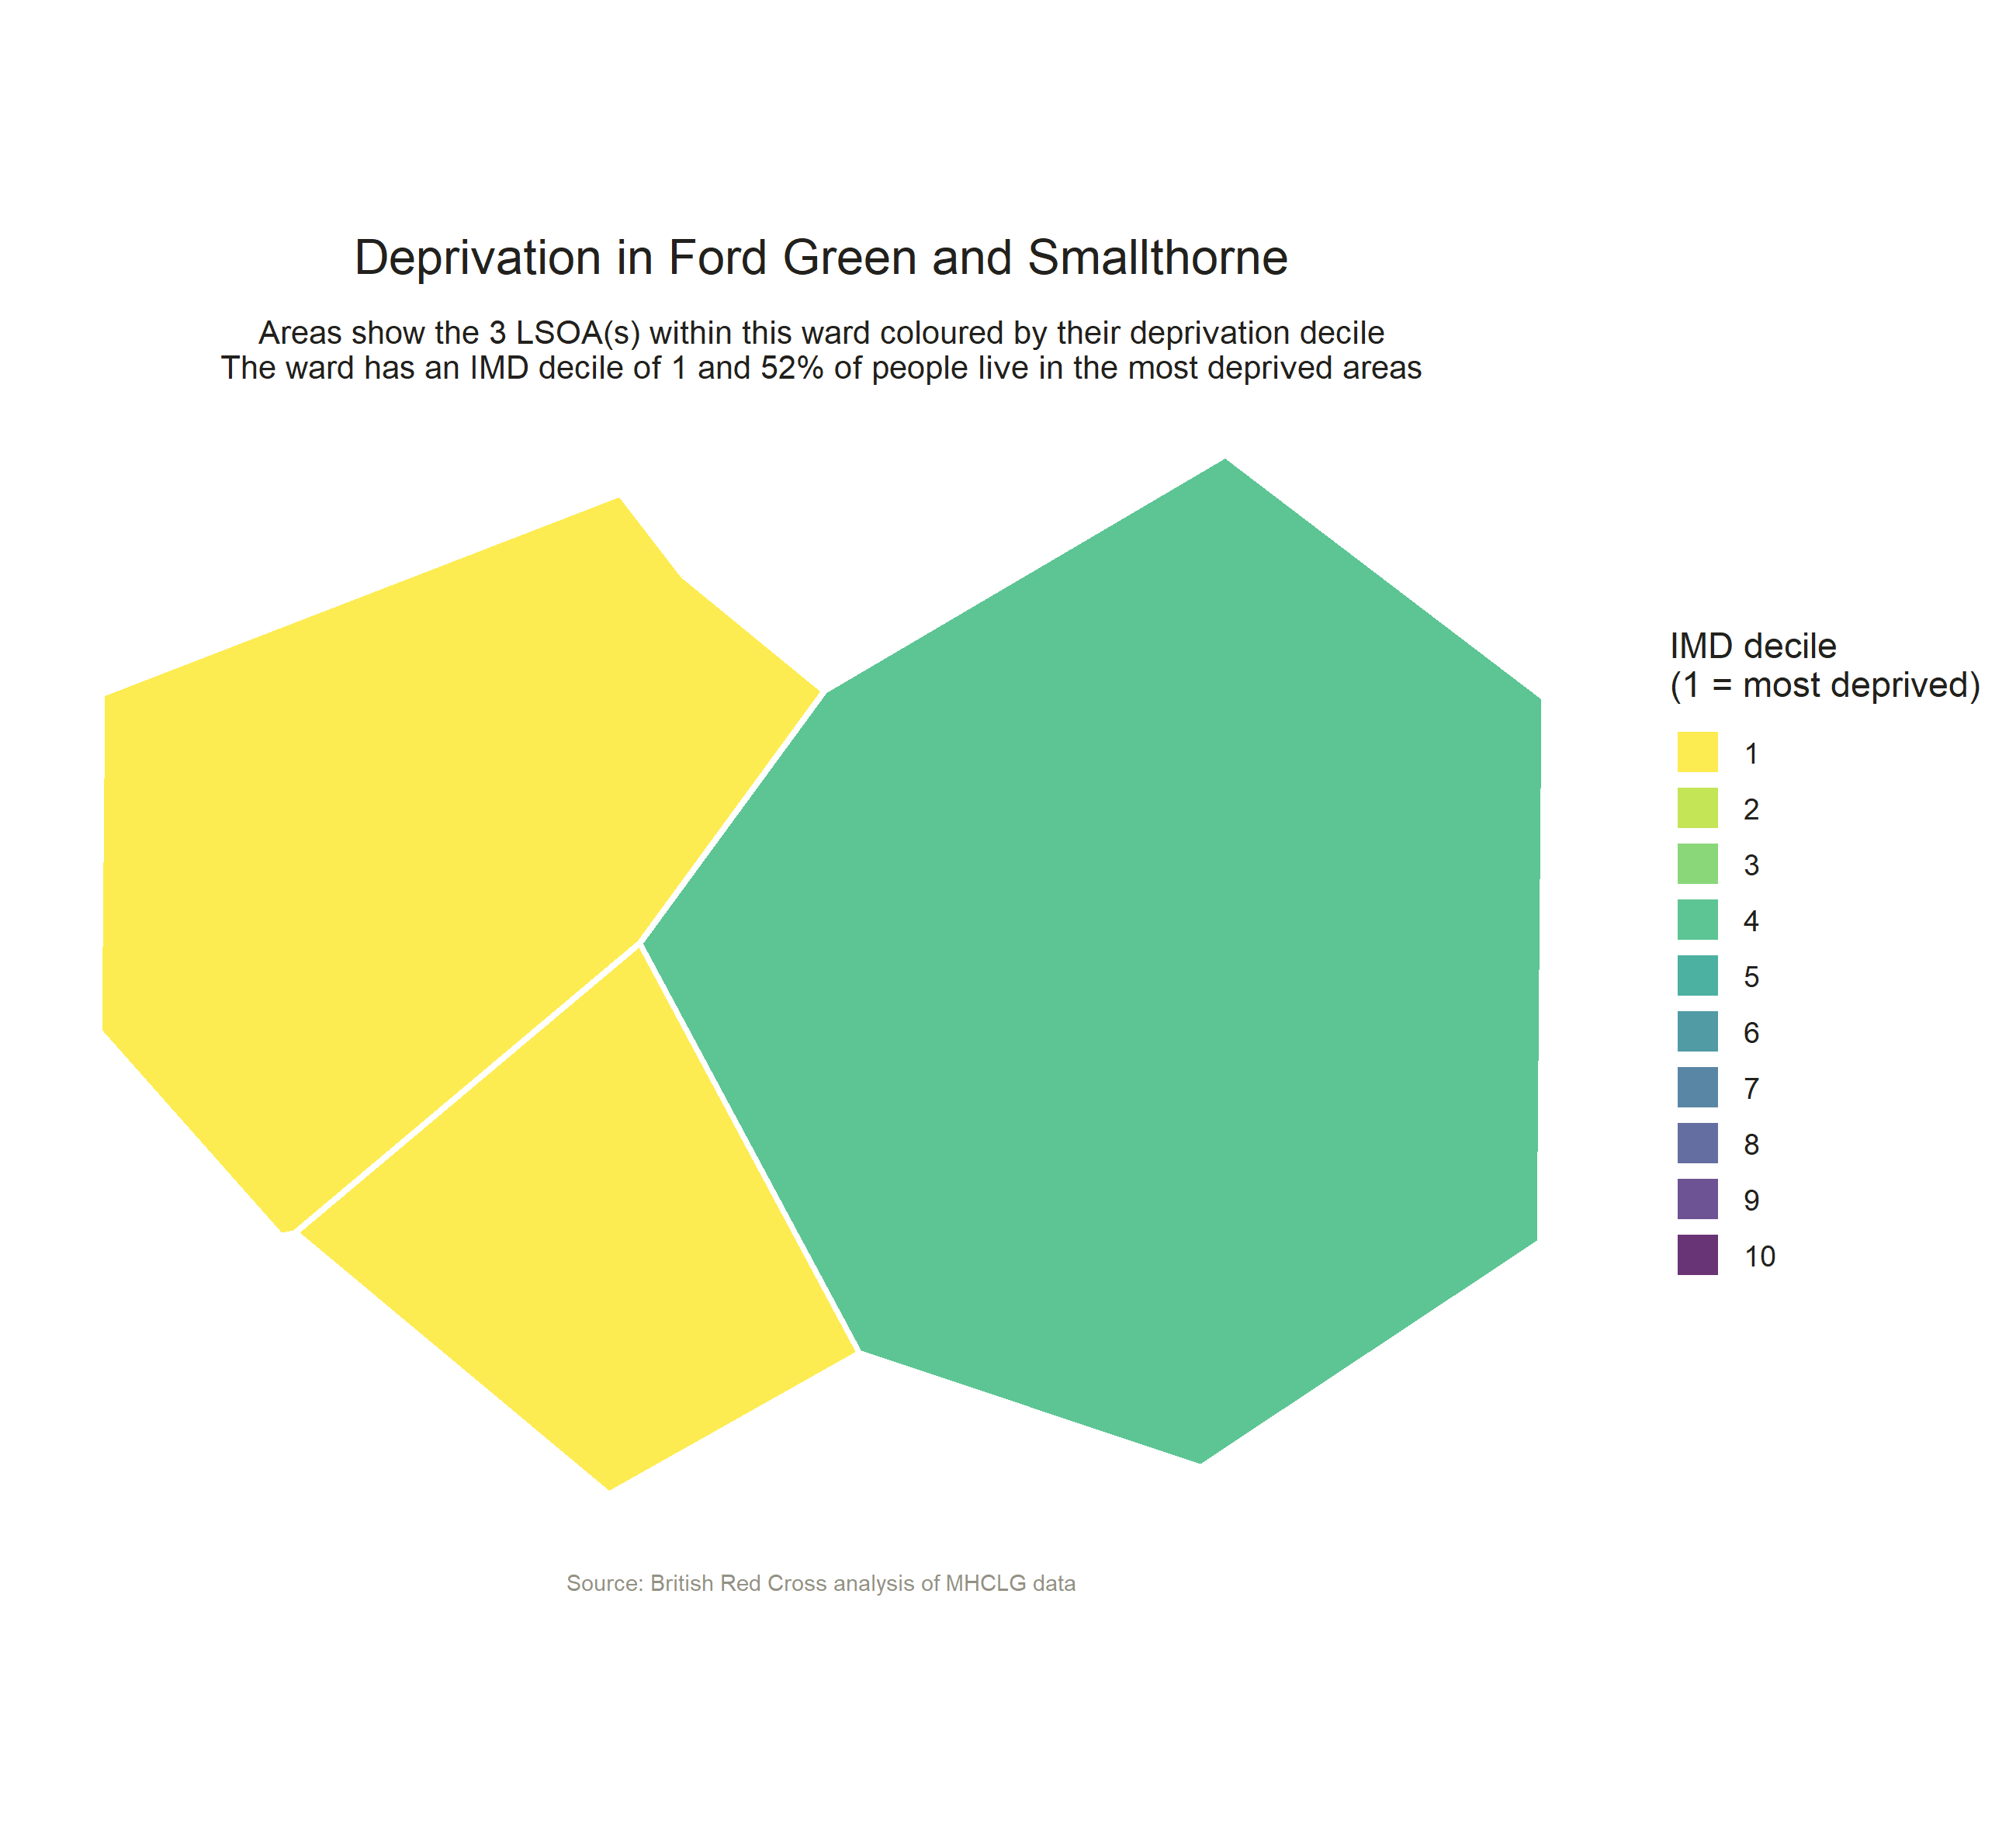 Deprivation in Ford Green and Smallthorne
Areas show the 3 LSOA(s) within this ward coloured by their deprivation decile
The ward has an IMD decile of 1 and 52% of people live in the most deprived areas
IMD decile
(1 = most deprived)
1
2
3
4
5
6
7
8
9
10
Source: British Red Cross analysis of MHCLG data